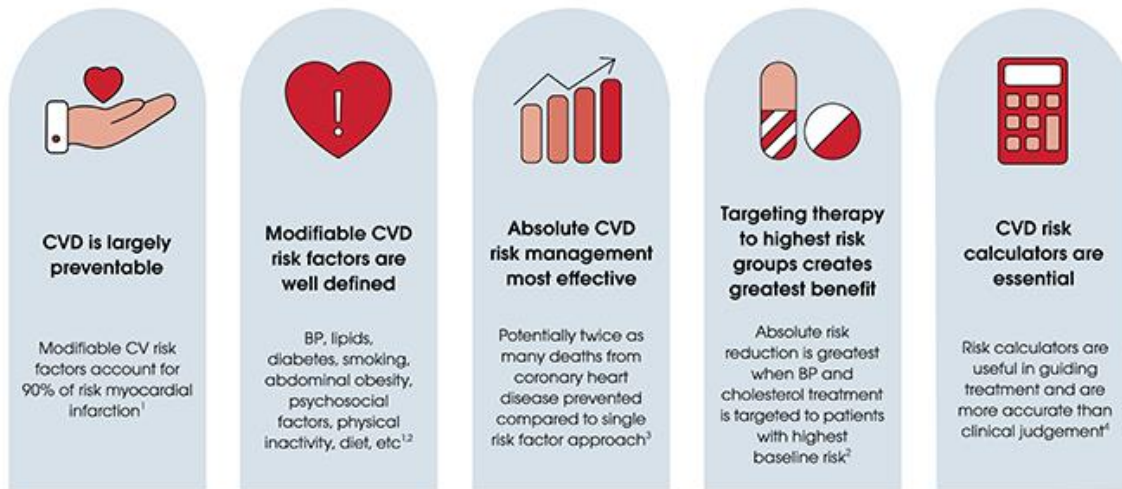 CVD is largely
preventable
Modifiable CV risk
factors account for
90% of risk myocardial
infarction¹
Modifiable CVD
risk factors are
well defined
BP, lipids,
diabetes, smoking,
abdominal obesity,
psychosocial
factors, physical
inactivity, diet, etc¹,²
Absolute CVD
risk management
most effective
Potentially twice as
many deaths from
coronary heart
disease prevented
compared to single
risk factor approach³
Targeting therapy
to highest risk
groups creates
greatest benefit
Absolute risk
reduction is greatest
when BP and
cholesterol treatment
is targeted to patients
with highest
baseline risk²
CVD risk
calculators are
essential
Risk calculators are
useful in guiding
treatment and are
more accurate than
clinical judgement⁴